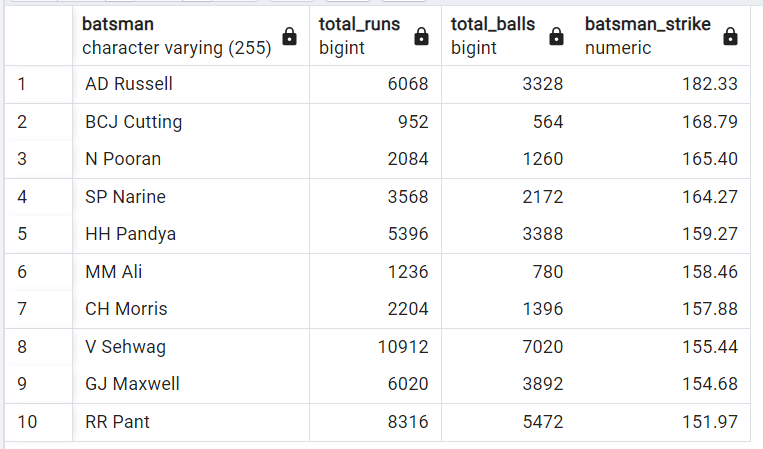 batsman total_runs total_balls batsman_strike
character varying (255) bigint bigint numeric
1 AD Russell 6068 3328 182.33
2 BCJ Cutting 952 564 168.79
3 N Pooran 2084 1260 165.40
4 SP Narine 3568 2172 164.27
5 HH Pandya 5396 3388 159.27
6 MM Ali 1236 780 158.46
7 CH Morris 2204 1396 157.88
8 V Sehwag 10912 7020 155.44
9 GJ Maxwell 6020 3892 154.68
10 RR Pant 8316 5472 151.97